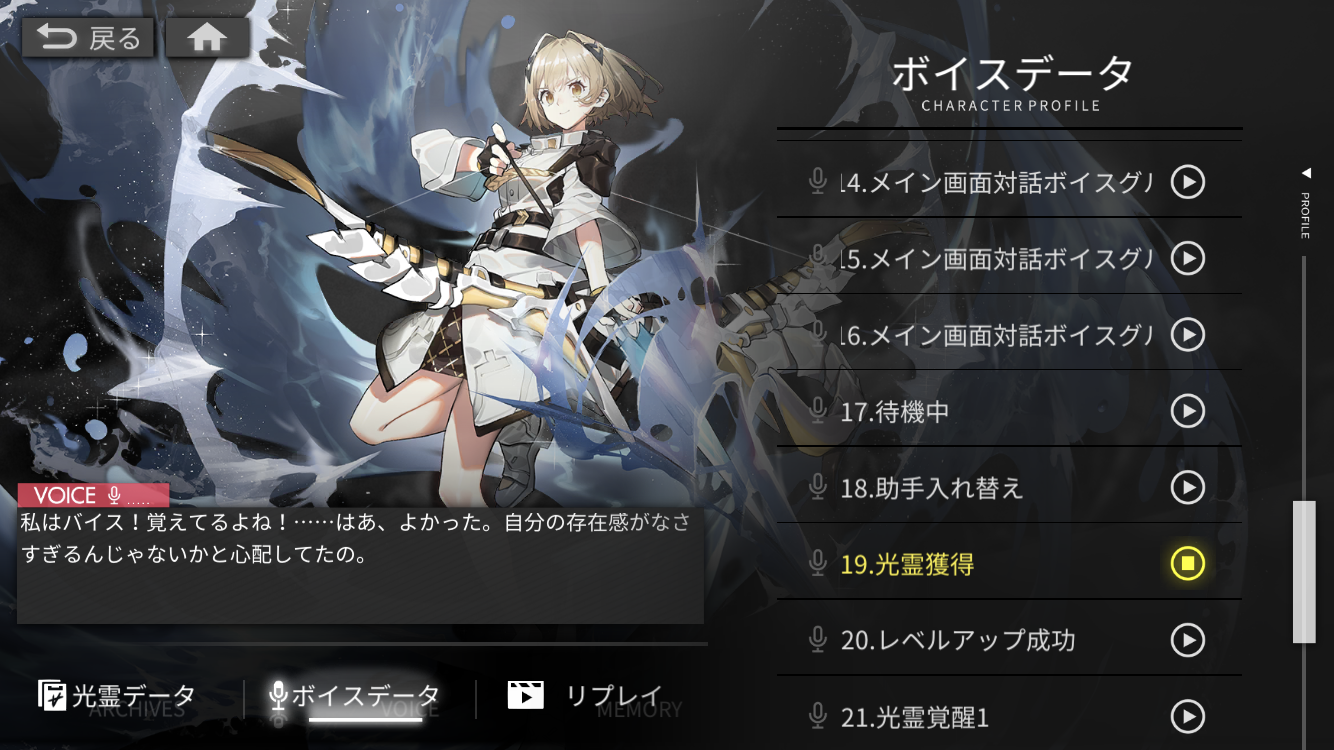 戻る
ボイスデータ
CHARACTER PROFILE
14.メイン画面対話ボイスグル
15.メイン画面対話ボイスグル
16.メイン画面対話ボイスグル
17.待機中
18.助手入れ替え
19.光霊獲得
20.レベルアップ成功
21.光霊覚醒1
PROFILE
VOICE .....
私はバイス！覚えてるよね！……はあ、よかった。自分の存在感がなさ
すぎるんじゃないかと心配してたの。
光霊データ
ARCHIVES
ボイスデータ
VOICE
リプレイ
MEMORY